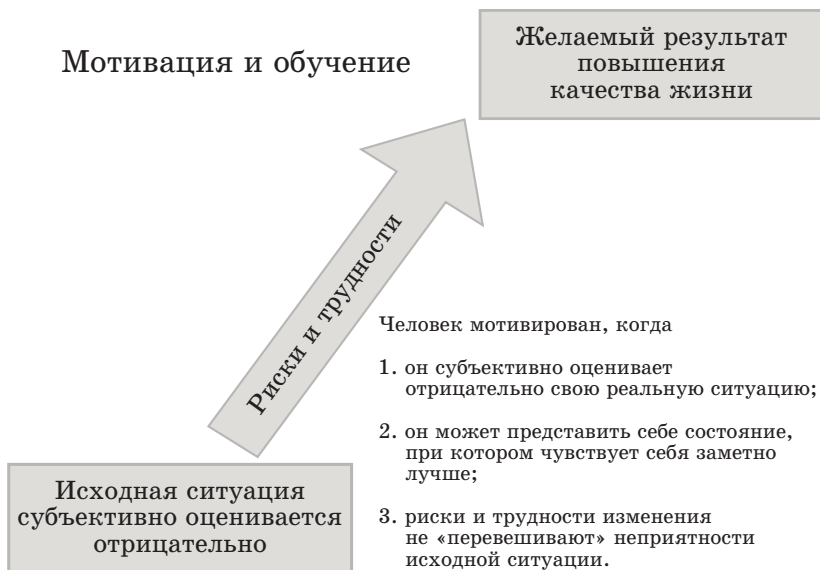 Мотивация и обучение
Желаемый результат
повышения
качества жизни
Риски и трудности
Человек мотивирован, когда
1. он субъективно оценивает
отрицательно свою реальную ситуацию;
2. он может представить себе состояние,
при котором чувствует себя заметно
лучше;
3. риски и трудности изменения
не «перевешивают» неприятности
исходной ситуации.
Исходная ситуация
субъективно оценивается
отрицательно